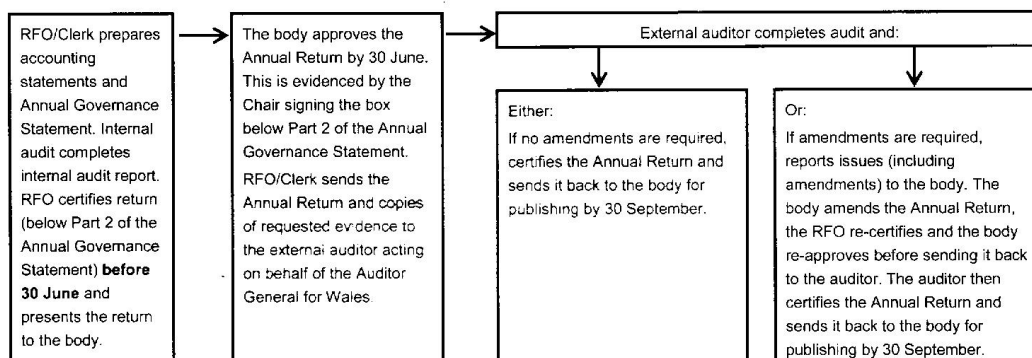 RFO/Clerk prepares
accounting
statements and
Annual Governance
Statement. Internal
audit completes
internal audit report.
RFO certifies return
(below Part 2 of the
Annual Governance
Statement) before
30 June and
presents the return
to the body.
The body approves the
Annual Return by 30 June.
This is evidenced by the
Chair signing the box
below Part 2 of the Annual
Governance Statement.
RFO/Clerk sends the
Annual Return and copies
of requested evidence to
the external auditor acting
on behalf of the Auditor
General for Wales.
External auditor completes audit and:
Either:
If no amendments are required,
certifies the Annual Return and
sends it back to the body for
publishing by 30 September.
Or:
If amendments are required,
reports issues (including
amendments) to the body. The
body amends the Annual Return,
the RFO re-certifies and the body
re-approves before sending it back
to the auditor. The auditor then
certifies the Annual Return and
sends it back to the body for
publishing by 30 September.